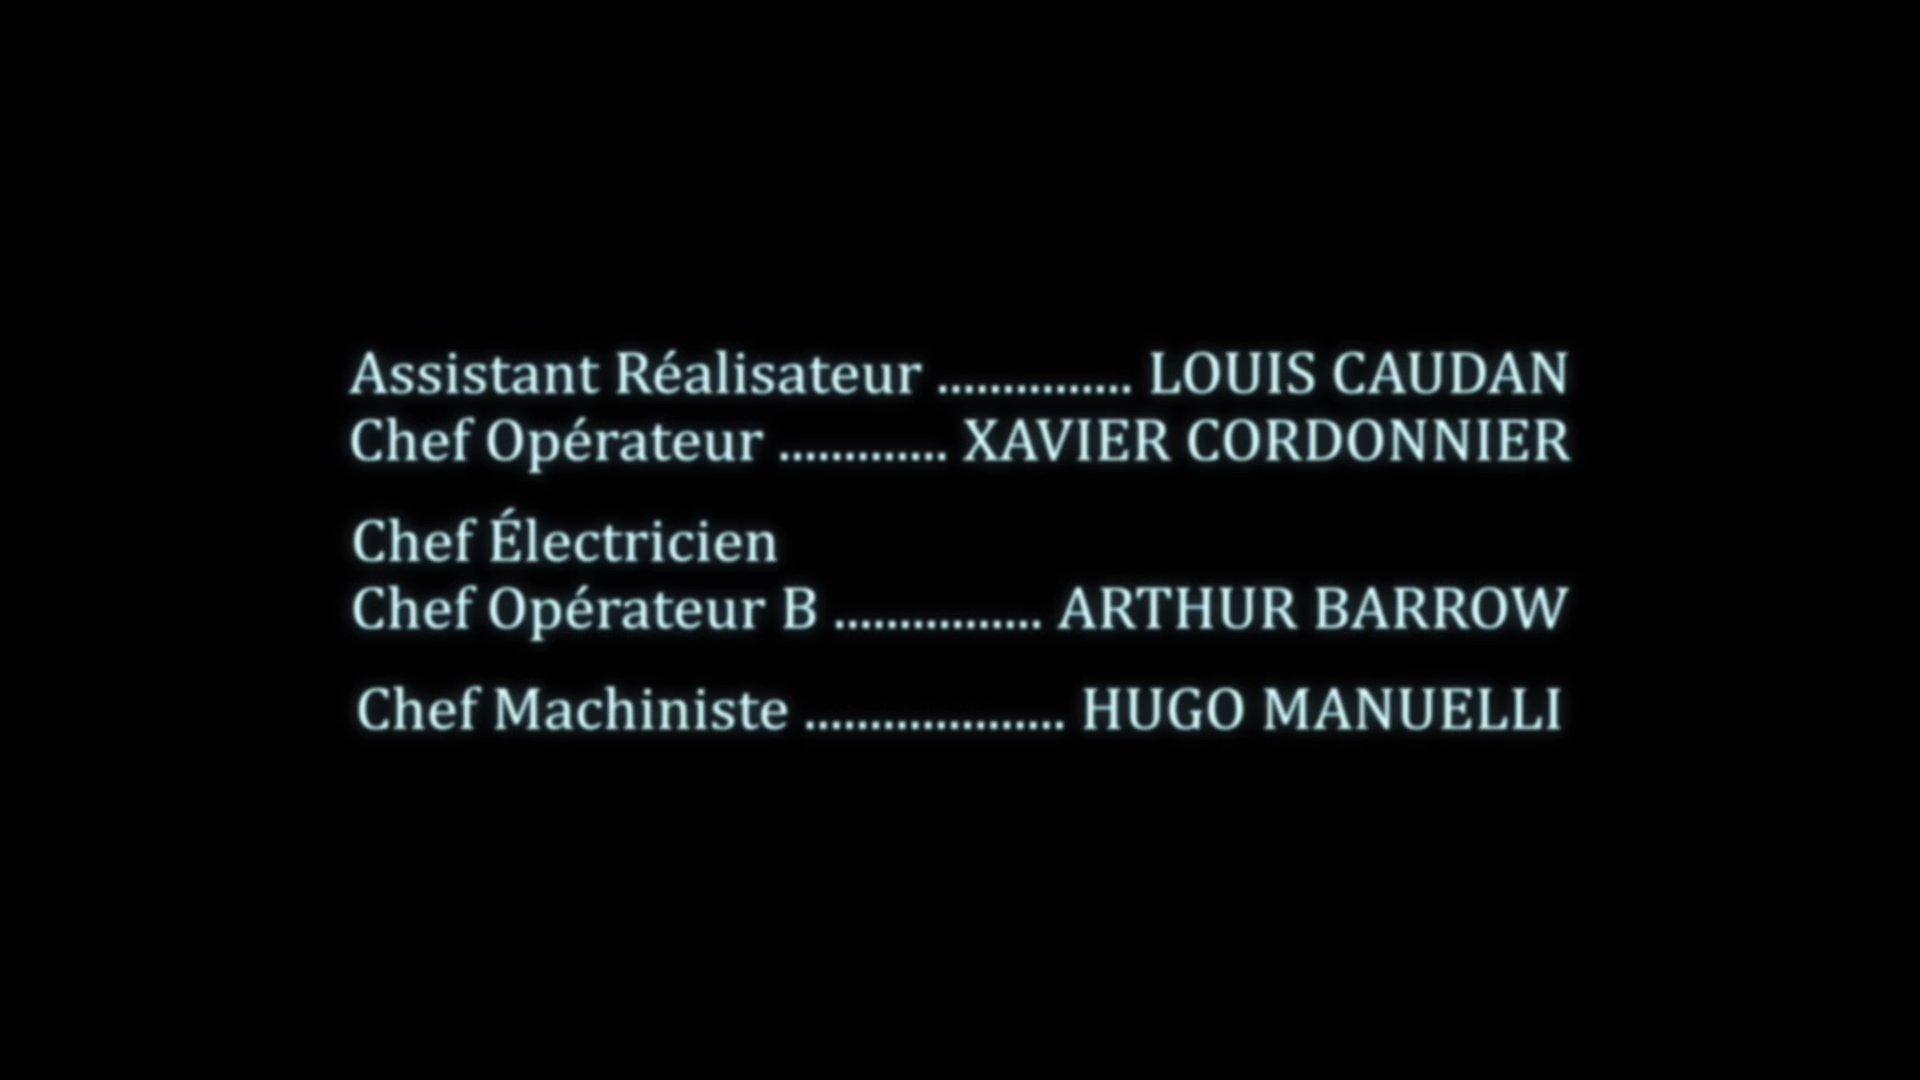 Assistant Réalisateur ............... LOUIS CAUDAN
Chef Opérateur ............. XAVIER CORDONNIER
Chef Électricien
Chef Opérateur B ................ ARTHUR BARROW
Chef Machiniste .................... HUGO MANUELLI